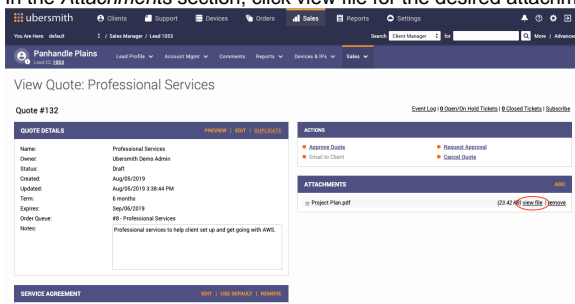 In the Attachments section, click view file for the desired attachm
ubersmith Clients Support Devices Orders Sales Reports Settings
You Are Here: default / Sales Manager / Lead 1053 Search Client Manager for More | Advanced
Panhandle Plains Lead Profile Account Mgmt Comments Reports Devices & IPs Sales
Lead ID: 1053
View Quote: Professional Services
Quote #132 Event Log | 0 Open/On Hold Tickets | 0 Closed Tickets | Subscribe
QUOTE DETAILS PREVIEW | EDIT | DUPLICATE
Name: Professional Services
Owner: Ubersmith Demo Admin
Status: Draft
Created: Aug/05/2019
Updated: Aug/05/2019 3:38:44 PM
Term: 6 months
Expires: Sep/06/2019
Order Queue: #8 - Professional Services
Notes: Professional services to help client set up and get going with AWS.
SERVICE AGREEMENT EDIT | USE DEFAULT | REMOVE
ACTIONS
Approve Quote Request Approval
Email to Client Cancel Quote
ATTACHMENTS ADD
Project Plan.pdf (23.42 KB) view file | remove